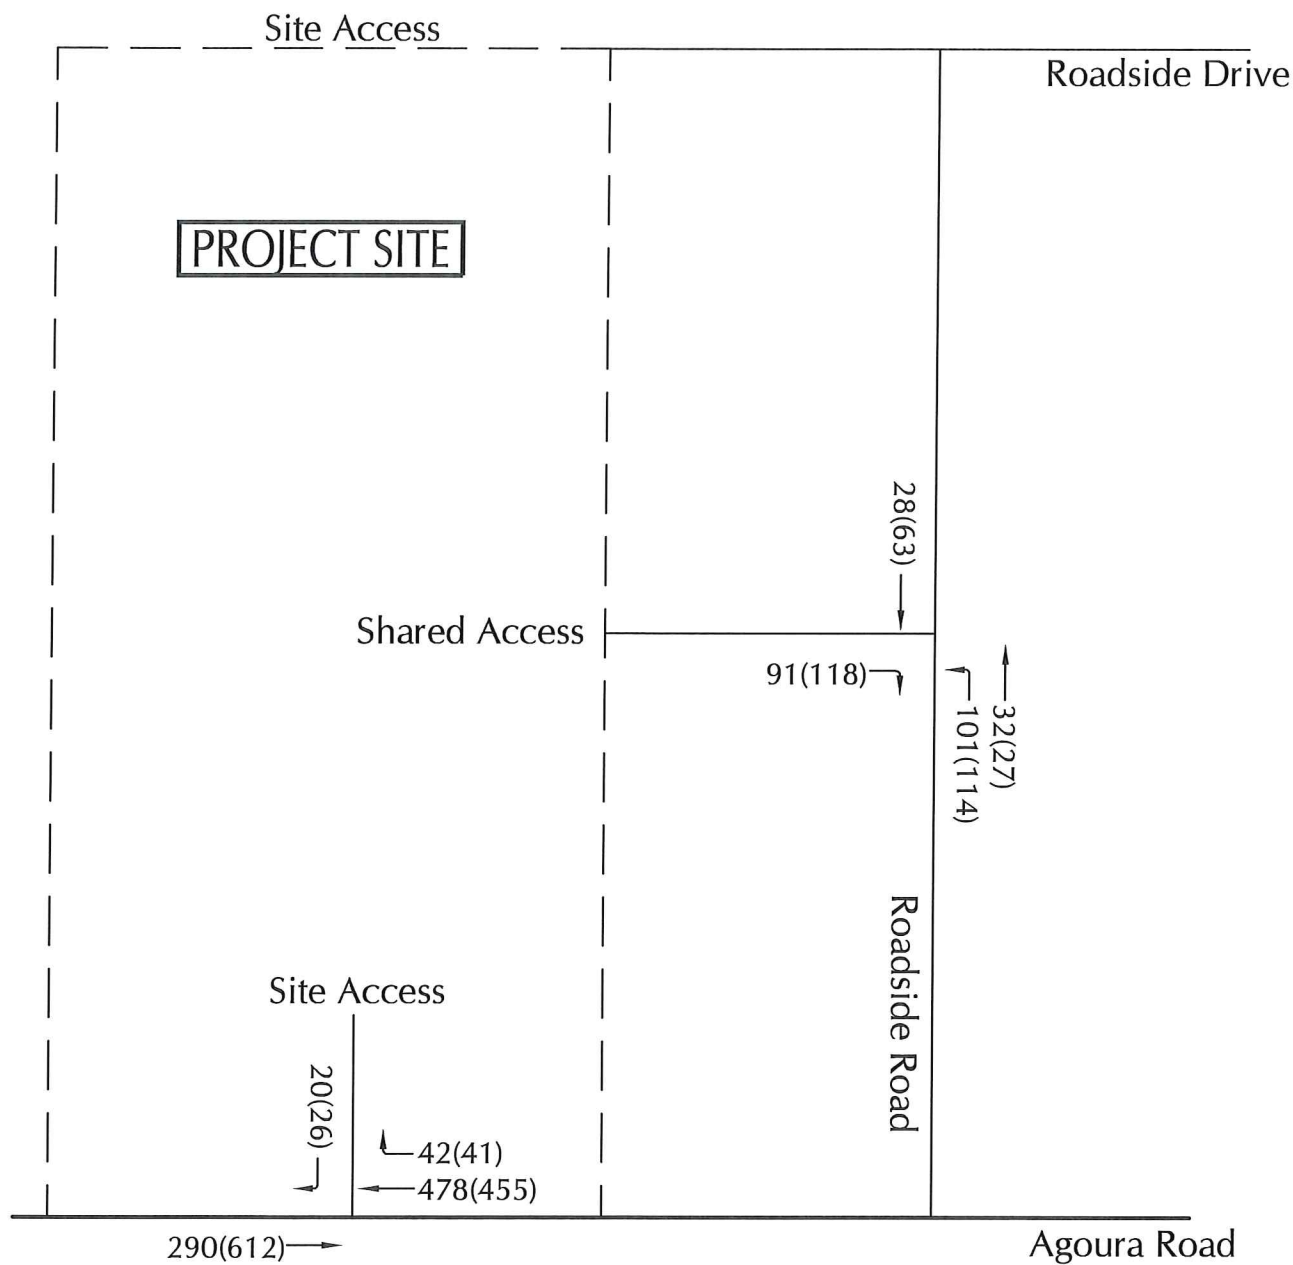 Site Access
Roadside Drive
PROJECT SITE
28(63)
Shared Access
91(118)
32(27)
101(114)
Roadside Road
Site Access
20(26)
42(41)
478(455)
290(612)
Agoura Road